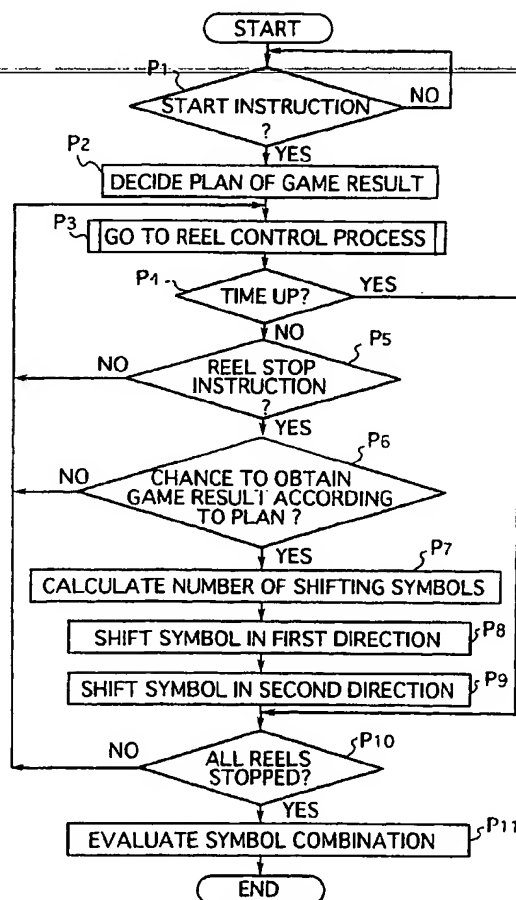 START
P1
START INSTRUCTION
?
NO
YES
P2
DECIDE PLAN OF GAME RESULT
P3
GO TO REEL CONTROL PROCESS
P4
TIME UP?
YES
NO
P5
NO
REEL STOP
INSTRUCTION
?
YES
P6
NO
CHANCE TO OBTAIN
GAME RESULT ACCORDING
TO PLAN ?
YES
P7
CALCULATE NUMBER OF SHIFTING SYMBOLS
SHIFT SYMBOL IN FIRST DIRECTION
P8
SHIFT SYMBOL IN SECOND DIRECTION
P9
P10
NO
ALL REELS
STOPPED?
YES
EVALUATE SYMBOL COMBINATION
P11
END